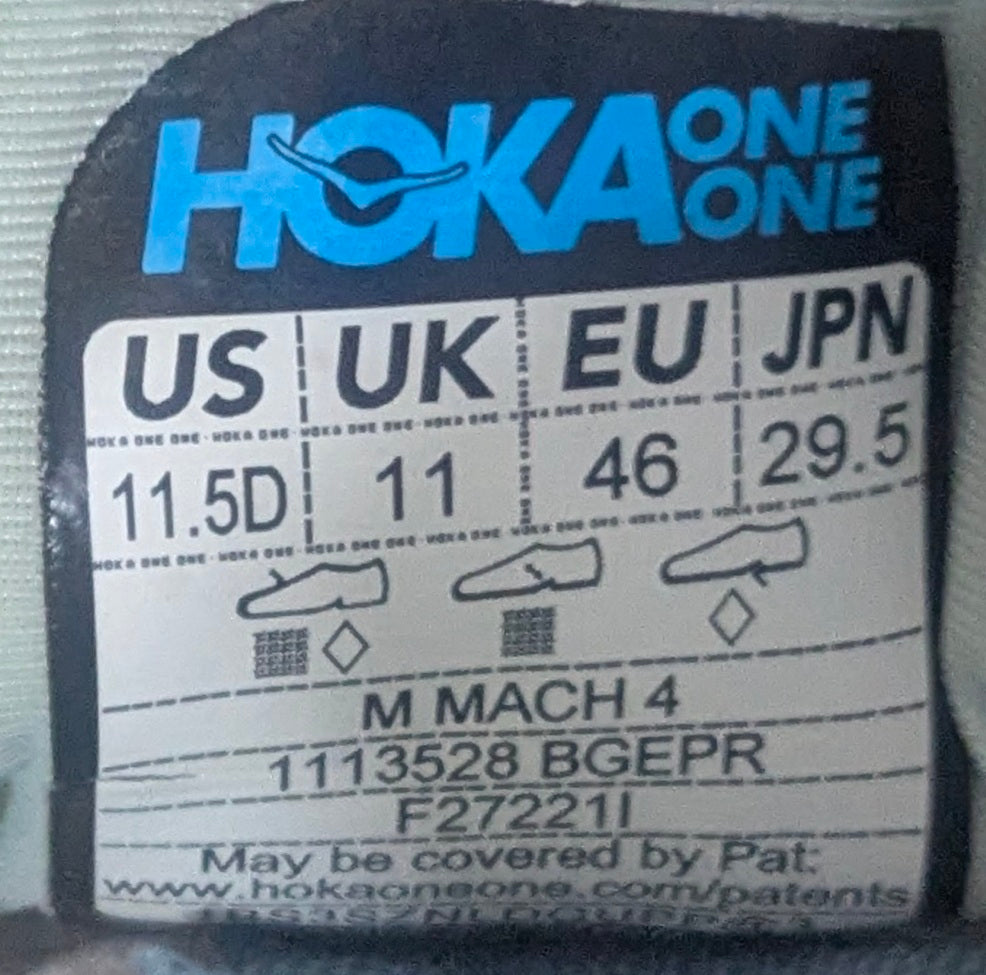 HOKA ONE ONE
US UK EU JPN
11.5D 11 46 29.5
M MACH 4
1113528 BGEPR
F27221I
May be covered by Pat:
www.hokaoneone.com/patents